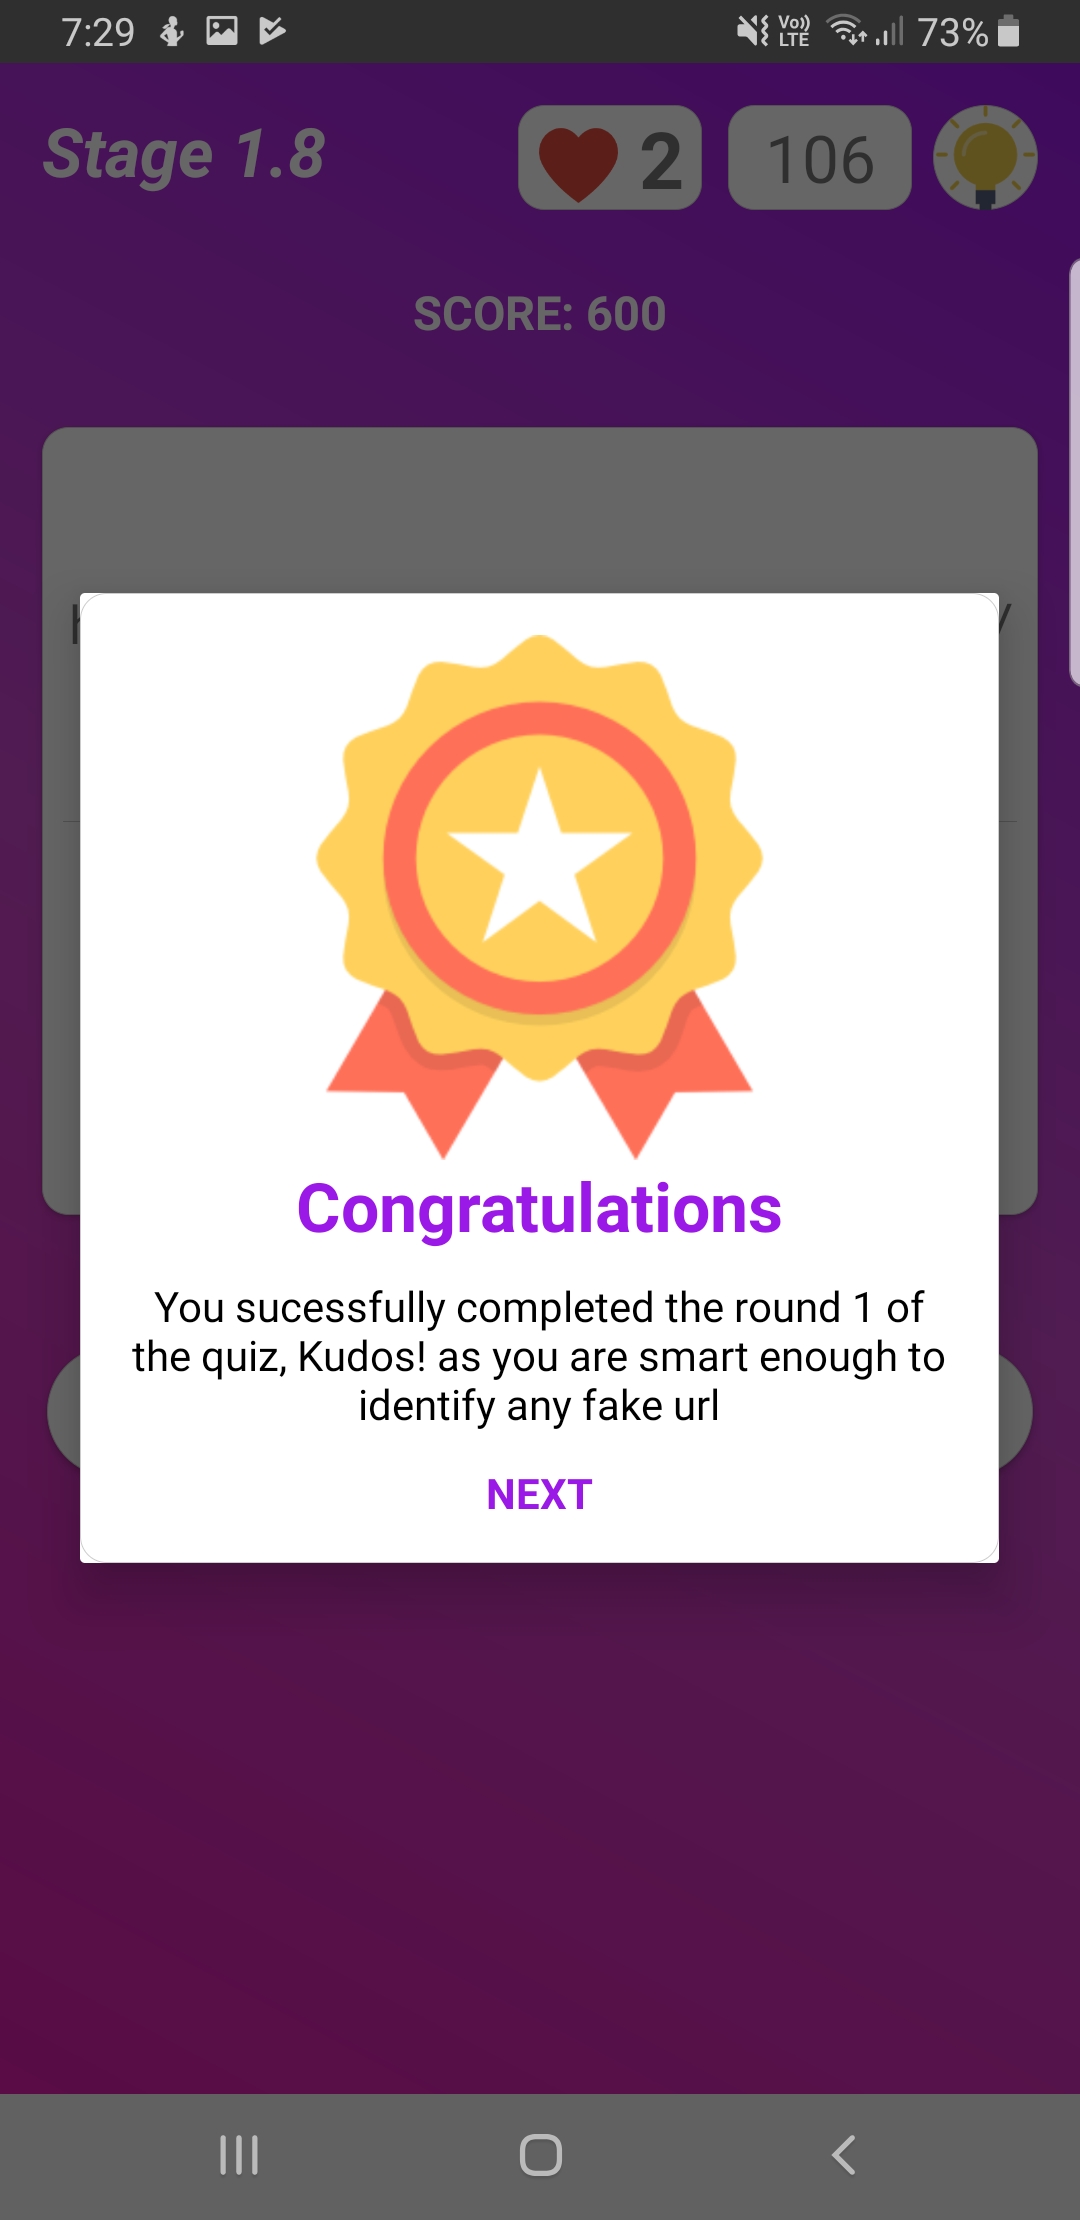 7:29
Vo))
LTE
73%
Stage 1.8
2
106
SCORE: 600
Congratulations
You sucessfully completed the round 1 of
the quiz, Kudos! as you are smart enough to
identify any fake url
NEXT